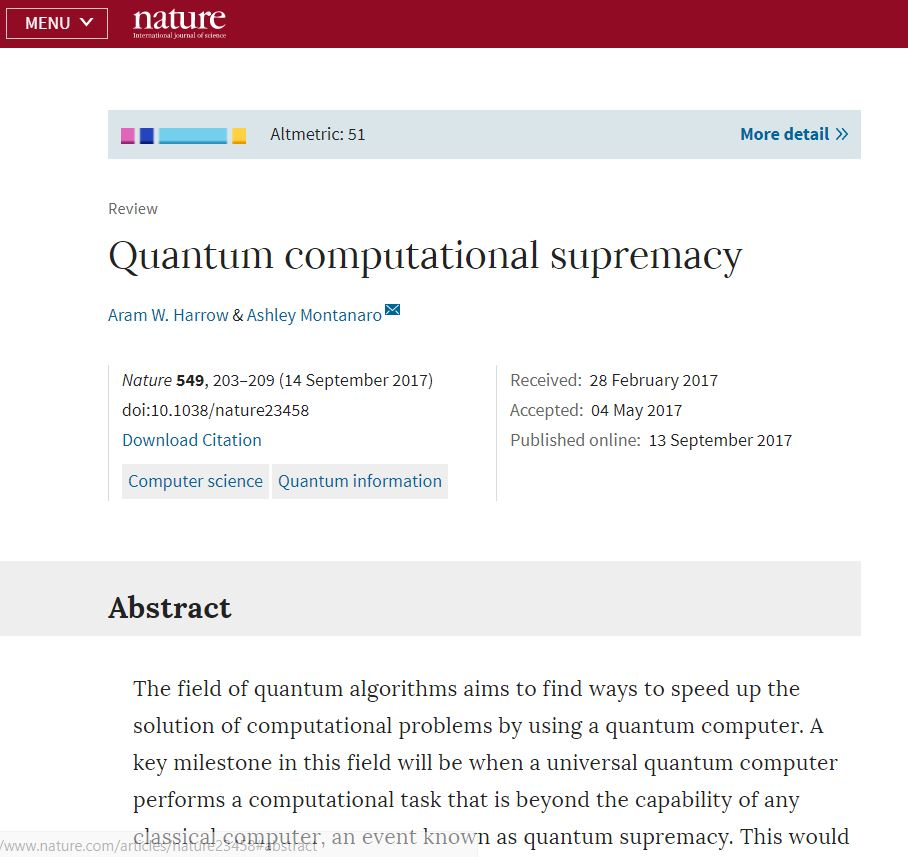 MENU
nature
International journal of science
Altmetric: 51
More detail »
Review
Quantum computational supremacy
Aram W. Harrow & Ashley Montanaro
Nature 549, 203–209 (14 September 2017)
doi:10.1038/nature23458
Download Citation
Computer science
Quantum information
Received: 28 February 2017
Accepted: 04 May 2017
Published online: 13 September 2017
Abstract
The field of quantum algorithms aims to find ways to speed up the
solution of computational problems by using a quantum computer. A
key milestone in this field will be when a universal quantum computer
performs a computational task that is beyond the capability of any
classical computer, an event known as quantum supremacy. This would
/www.nature.com/articles/nature23458#abstract